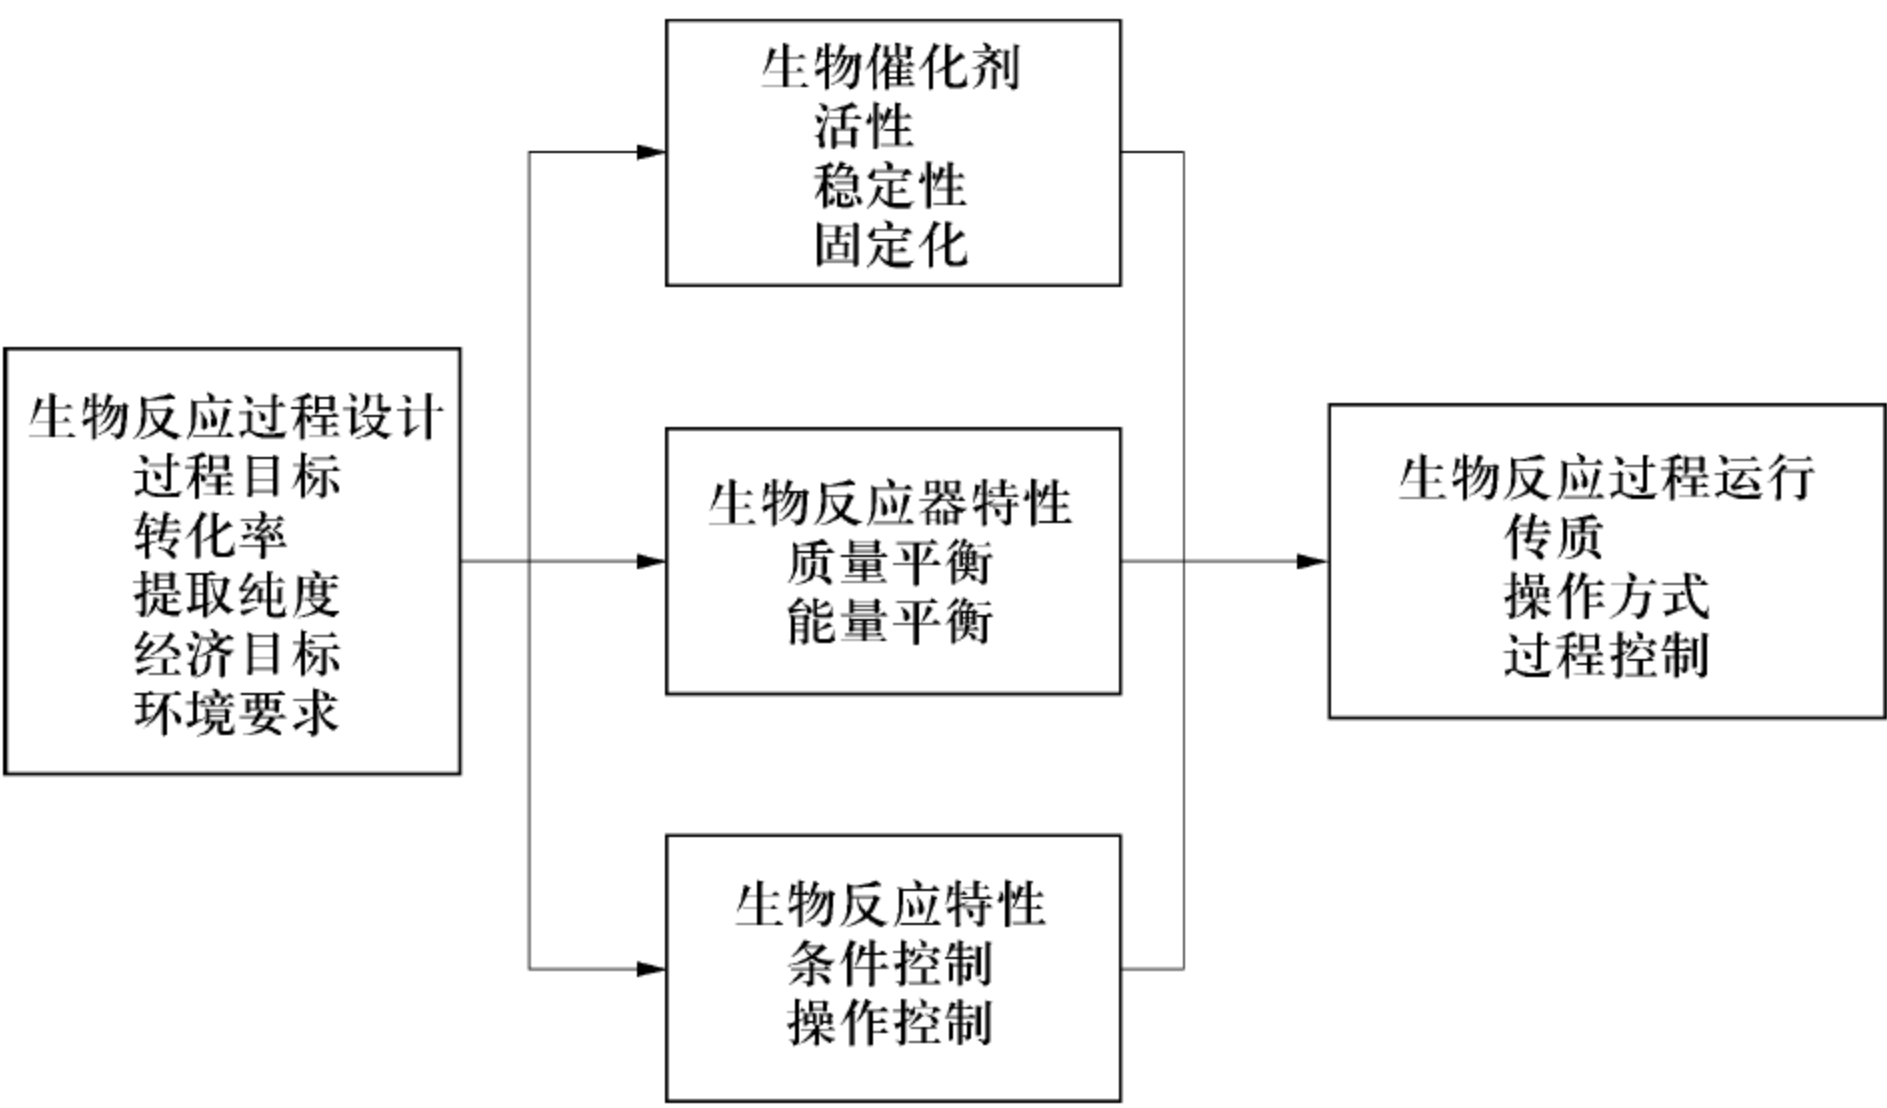 生物反应过程设计
过程目标
转化率
提取纯度
经济目标
环境要求
生物催化剂
活性
稳定性
固定化
生物反应器特性
质量平衡
能量平衡
生物反应特性
条件控制
操作控制
生物反应过程运行
传质
操作方式
过程控制